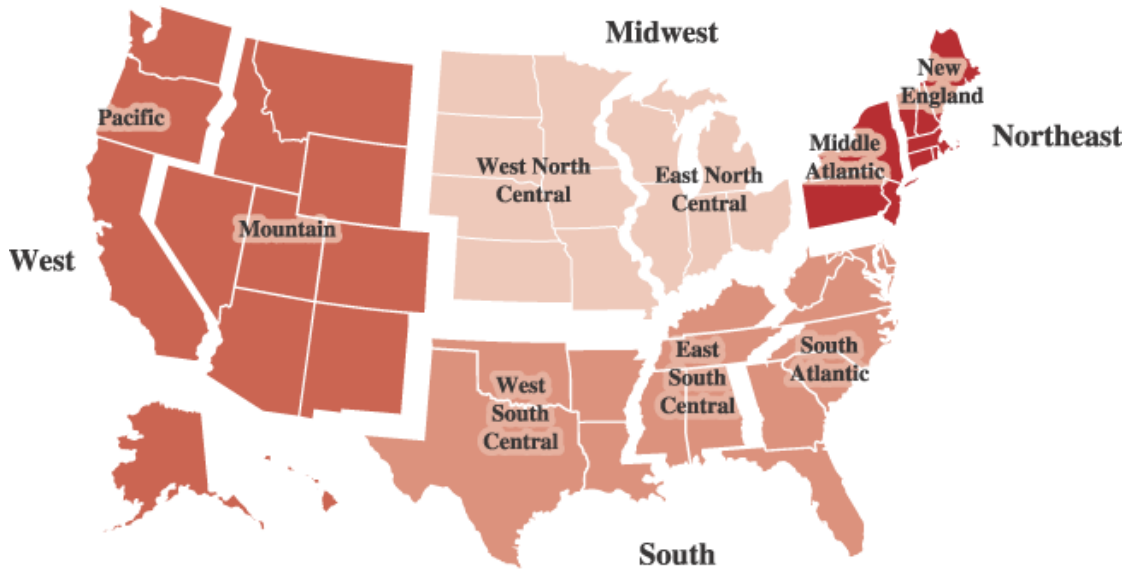 Midwest
New
England
Pacific
Northeast
Middle
Atlantic
West North
Central
East North
Central
Mountain
West
East
South
Central
South
Atlantic
West
South
Central
South